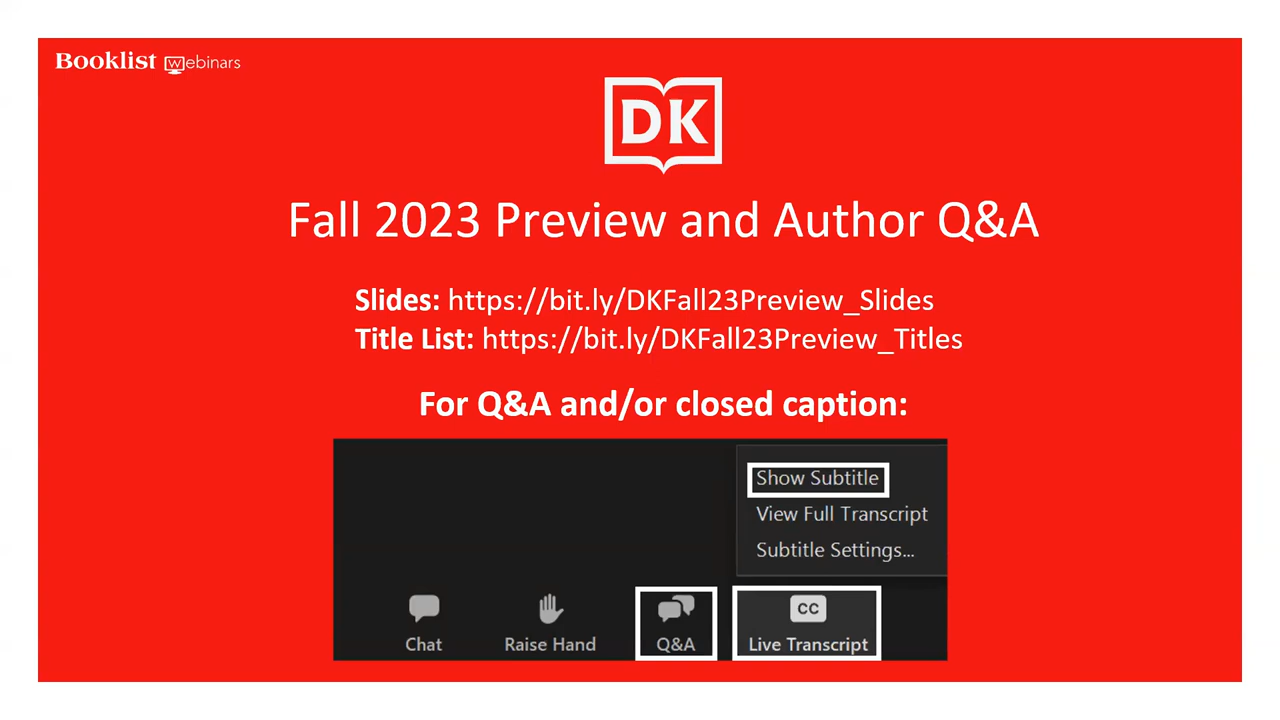 Booklist Webinars
DK
Fall 2023 Preview and Author Q&A
Slides: https://bit.ly/DKFall23Preview_Slides
Title List: https://bit.ly/DKFall23Preview_Titles
For Q&A and/or closed caption:
Show Subtitle
View Full Transcript
Subtitle Settings...
CC
Chat Raise Hand Q&A Live Transcript